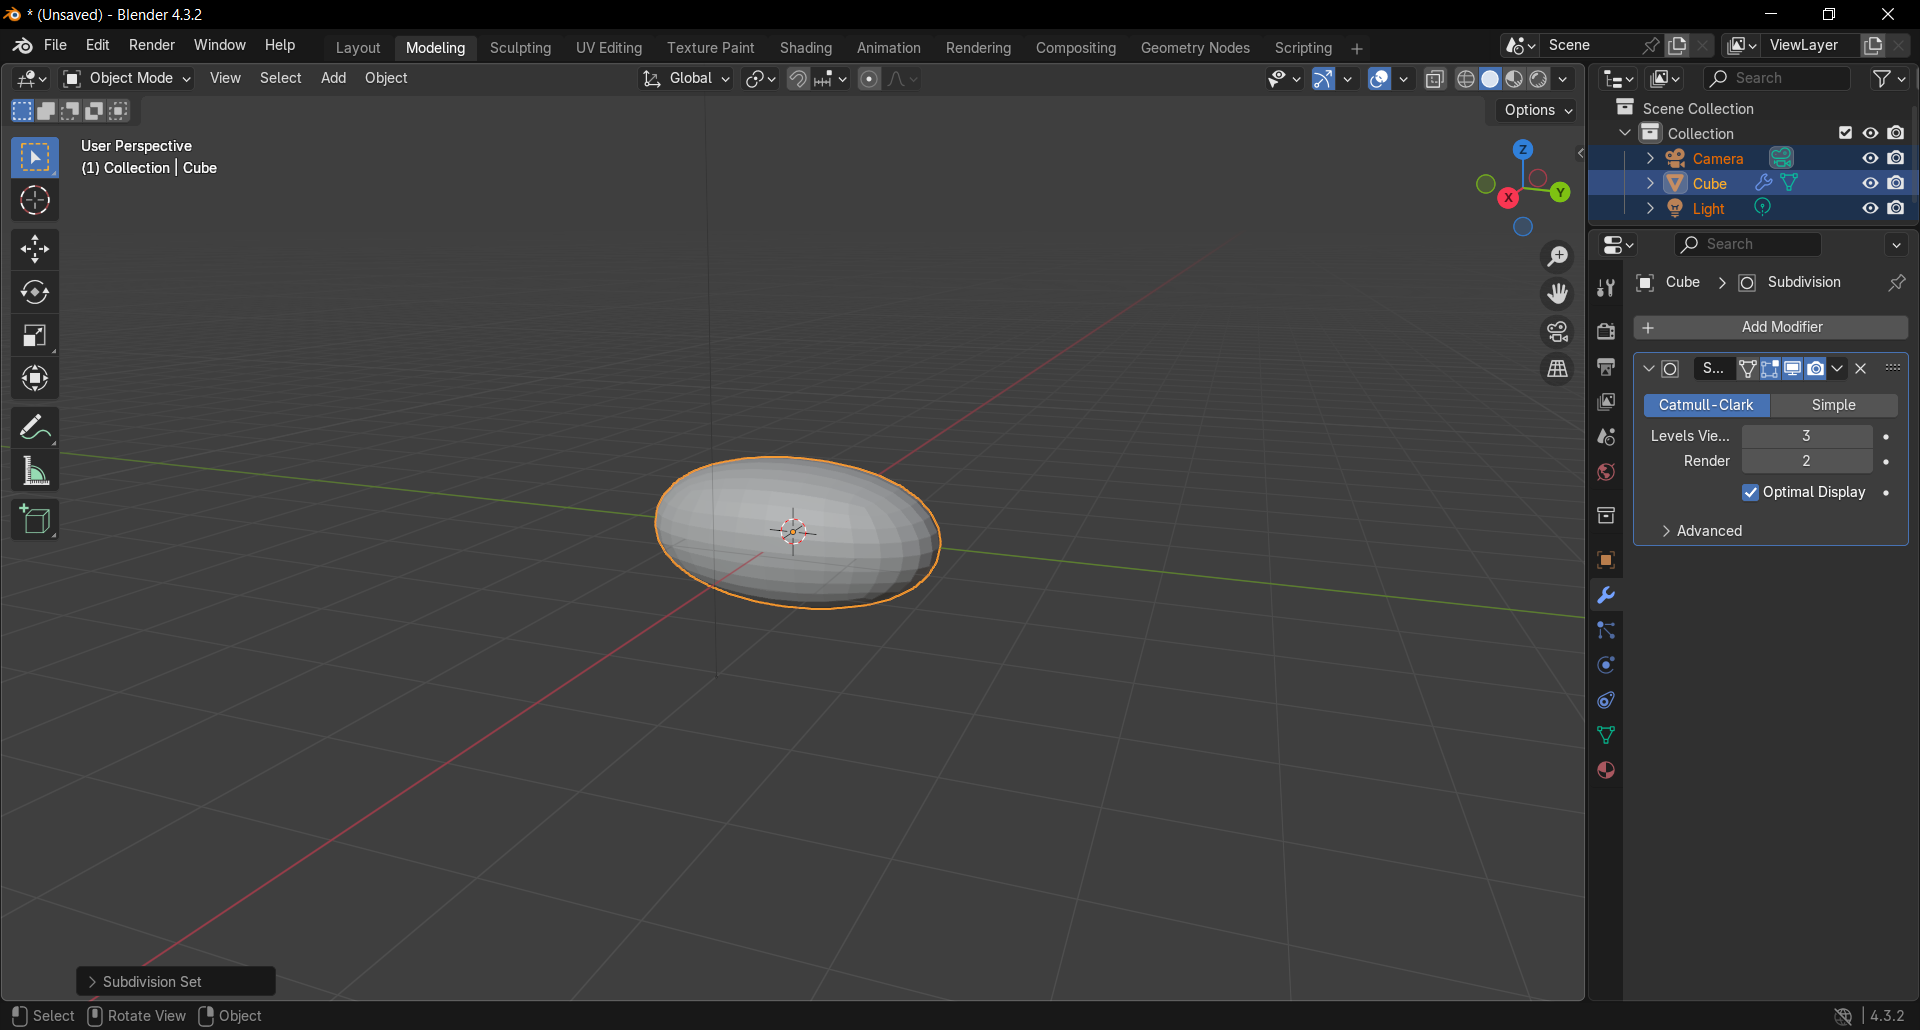 * (Unsaved) - Blender 4.3.2
File Edit Render Window Help Layout Modeling Sculpting UV Editing Texture Paint Shading Animation Rendering Compositing Geometry Nodes Scripting + Scene ViewLayer
Object Mode View Select Add Object Global Search
Options
User Perspective
(1) Collection | Cube
Z
X
Y
Scene Collection
Collection
Camera
Cube
Light
Search
Cube > Subdivision
+ Add Modifier
S...
Catmull-Clark Simple
Levels Vie... 3
Render 2
Optimal Display
Advanced
Subdivision Set
Select Rotate View Object 4.3.2